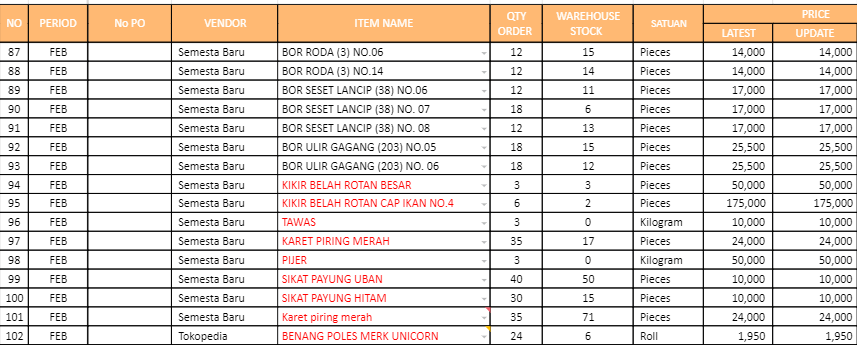 NO PERIOD No PO VENDOR ITEM NAME QTY ORDER WAREHOUSE STOCK SATUAN PRICE
LATEST UPDATE
87 FEB Semesta Baru BOR RODA (3) NO.06 12 15 Pieces 14,000 14,000
88 FEB Semesta Baru BOR RODA (3) NO.14 12 14 Pieces 14,000 14,000
89 FEB Semesta Baru BOR SESET LANCIP (38) NO.06 12 11 Pieces 17,000 17,000
90 FEB Semesta Baru BOR SESET LANCIP (38) NO. 07 18 6 Pieces 17,000 17,000
91 FEB Semesta Baru BOR SESET LANCIP (38) NO. 08 12 13 Pieces 17,000 17,000
92 FEB Semesta Baru BOR ULIR GAGANG (203) NO.05 18 15 Pieces 25,500 25,500
93 FEB Semesta Baru BOR ULIR GAGANG (203) NO. 06 18 12 Pieces 25,500 25,500
94 FEB Semesta Baru KIKIR BELAH ROTAN BESAR 3 3 Pieces 50,000 50,000
95 FEB Semesta Baru KIKIR BELAH ROTAN CAP IKAN NO.4 6 2 Pieces 175,000 175,000
96 FEB Semesta Baru TAWAS 3 0 Kilogram 10,000 10,000
97 FEB Semesta Baru KARET PIRING MERAH 35 17 Pieces 24,000 24,000
98 FEB Semesta Baru PIJER 3 0 Kilogram 50,000 50,000
99 FEB Semesta Baru SIKAT PAYUNG UBAN 40 50 Pieces 10,000 10,000
100 FEB Semesta Baru SIKAT PAYUNG HITAM 30 15 Pieces 10,000 10,000
101 FEB Semesta Baru Karet piring merah 35 71 Pieces 24,000 24,000
102 FEB Tokopedia BENANG POLES MERK UNICORN 24 6 Roll 1,950 1,950